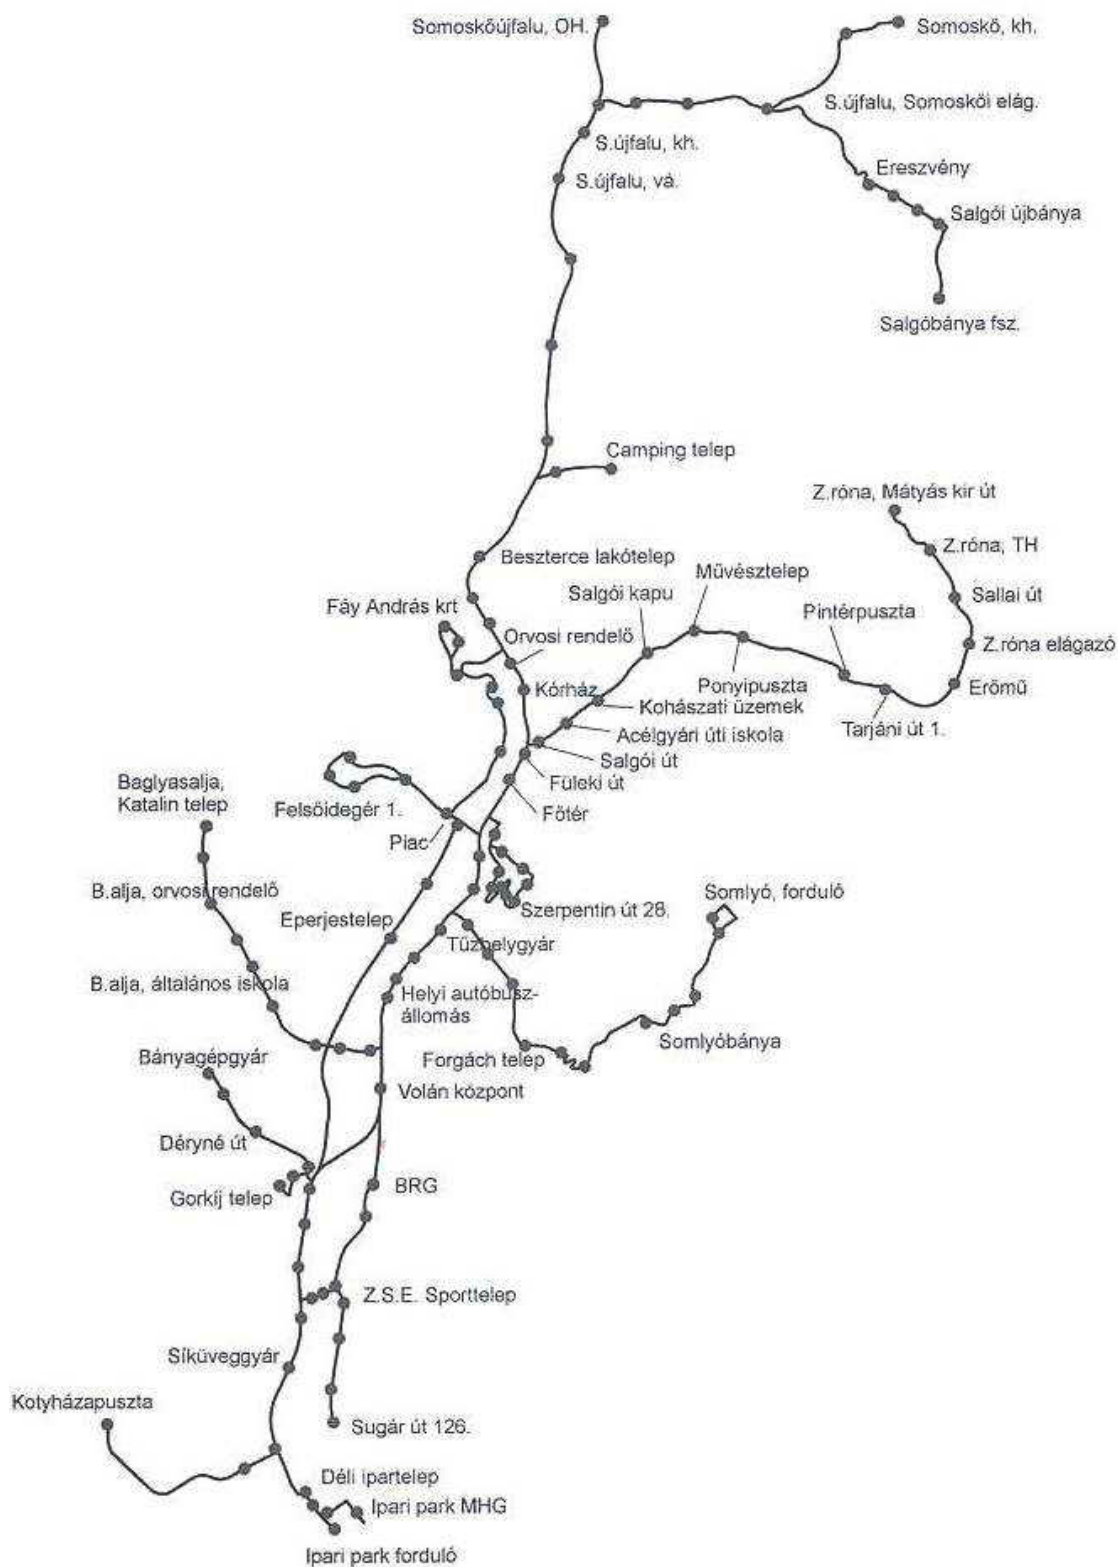 Somoskőújfalu, OH.
Somoskő, kh.
S.újfalu, Somoskői elág.
S.újfalu, kh.
Ereszvény
S.újfalu, vá.
Salgói újbánya
Salgóbánya fsz.
Camping telep
Z.róna, Mátyás kir út
Z.róna, TH
Beszterce lakótelep
Művésztelep
Salgói kapu
Sallai út
Fáy András krt
Pintérpuszta
Orvosi rendelő
Z.róna elágazó
Kórház
Ponyipuszta
Erőmű
Kohászati üzemek
Tarjáni út 1.
Acélgyári úti iskola
Salgói út
Füleki út
Baglyasalja,
Katalin telep
Felsőidegér 1.
Főtér
Piac
B.alja, orvosi rendelő
Somlyó, forduló
Szerpentin út 28.
Eperjestelep
Tűzhelygyár
B.alja, általános iskola
Helyi autóbusz-
állomás
Somlyóbánya
Forgách telep
Bányagépgyár
Volán központ
Déryné út
BRG
Gorkij telep
Z.S.E. Sporttelep
Síküveggyár
Kotyházapuszta
Sugár út 126.
Déli ipartelep
Ipari park MHG
Ipari park forduló